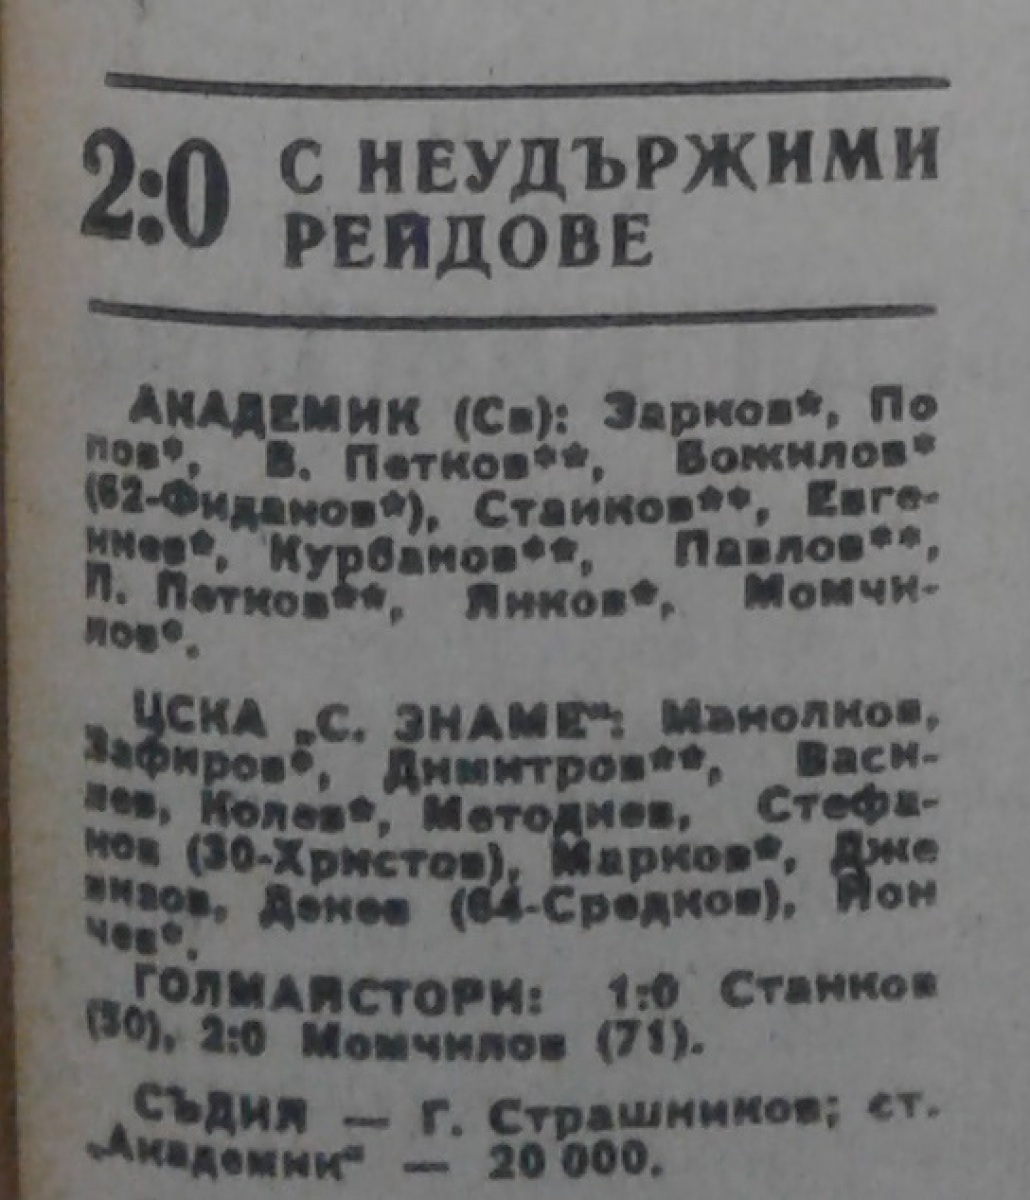 2:0 С НЕУДЪРЖИМИ
РЕЙДОВЕ
АКАДЕМИК (Св): Зарков*, По
пов*, В. Петков**, Божилов*
(62-Фиданов*), Станков**, Евге-
ниев*, Курбанов**, Павлов**,
П. Петков**, Янков*, Момчи-
лов*.
ЦСКА „С. ЗНАМЕ“: Манолков,
Зафиров*, Димитров**, Васи-
лев, Колев*, Методиев, Стефа-
нов (30-Христов), Марков*, Дже
визов, Денев (64-Средков), Йон
чев*.
ГОЛМАЙСТОРИ: 1:0 Станков
(50), 2:0 Момчилов (71).
СЪДИЯ — Г. Страшников; ст.
„Академик“ — 20 000.